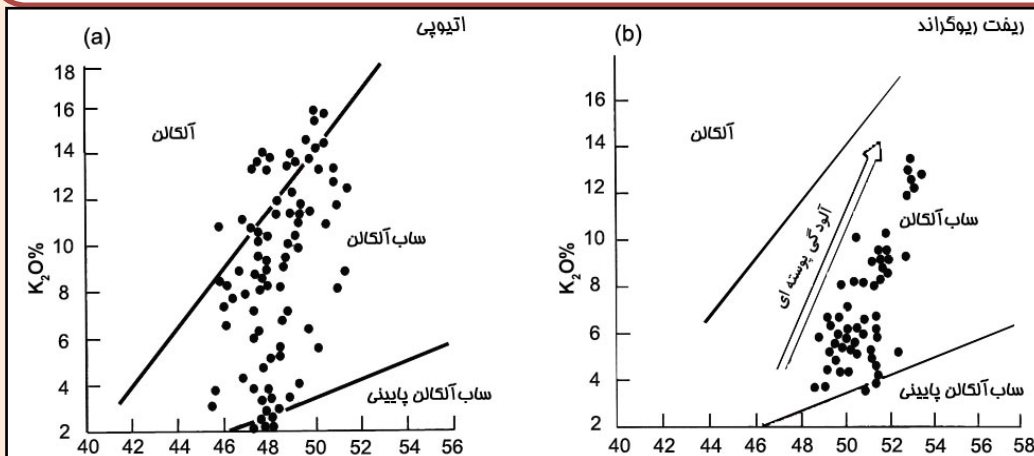 (a)
اتیوپی
K₂O%
18
16
14
12
10
8
6
4
2
آلکالن
ساب آلکالن
ساب آلکالن پایینی
40 42 44 46 48 50 52 54 56
(b)
ریفت ریوگراند
K₂O%
16
14
12
10
8
6
4
2
آلکالن
آلودگی پوسته ای
ساب آلکالن
ساب آلکالن پایینی
40 42 44 46 48 50 52 54 56 58